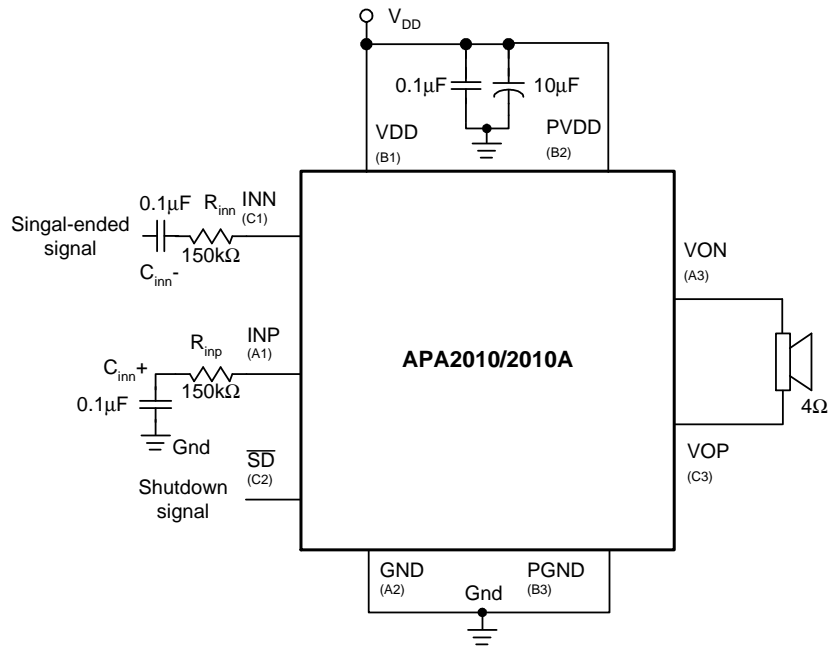 V_DD
0.1μF
10μF
VDD
(B1)
PVDD
(B2)
Singal-ended
signal
0.1μF
C_inn-
R_inn
150kΩ
INN
(C1)
VON
(A3)
C_inn+
0.1μF
Gnd
R_inp
150kΩ
INP
(A1)
APA2010/2010A
4Ω
VOP
(C3)
Shutdown
signal
S̅D̅
(C2)
GND
(A2)
Gnd
PGND
(B3)